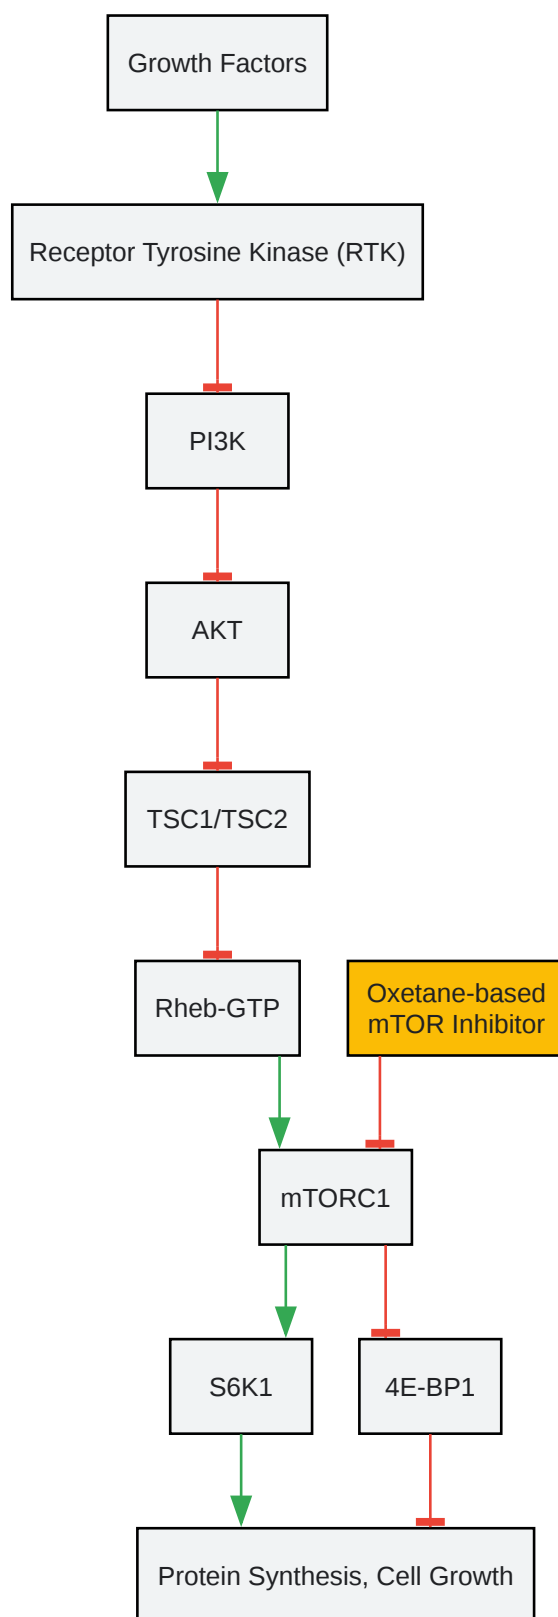 Growth Factors
Receptor Tyrosine Kinase (RTK)
PI3K
AKT
TSC1/TSC2
Rheb-GTP
Oxetane-based
mTOR Inhibitor
mTORC1
S6K1
4E-BP1
Protein Synthesis, Cell Growth